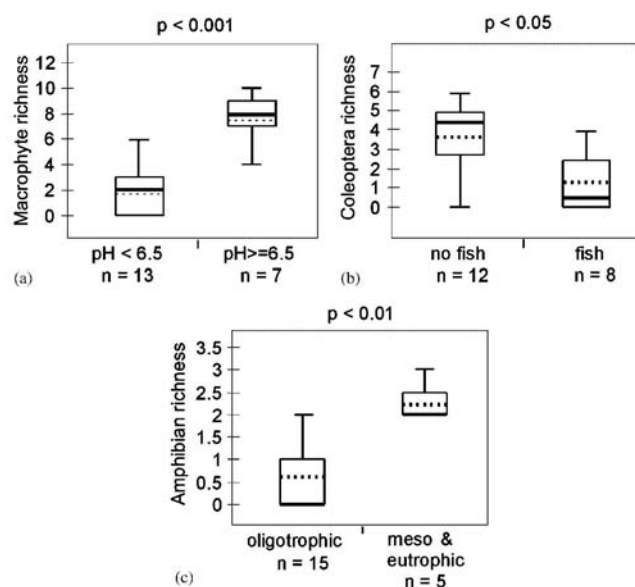 p < 0.001
Macrophyte richness
12
10
8
6
4
2
0
pH < 6.5
pH>=6.5
n = 13
n = 7
(a)
p < 0.05
Coleoptera richness
7
6
5
4
3
2
1
0
no fish
fish
n = 12
n = 8
(b)
p < 0.01
Amphibian richness
3.5
3
2.5
2
1.5
1
0.5
0
oligotrophic
n = 15
meso &
eutrophic
n = 5
(c)